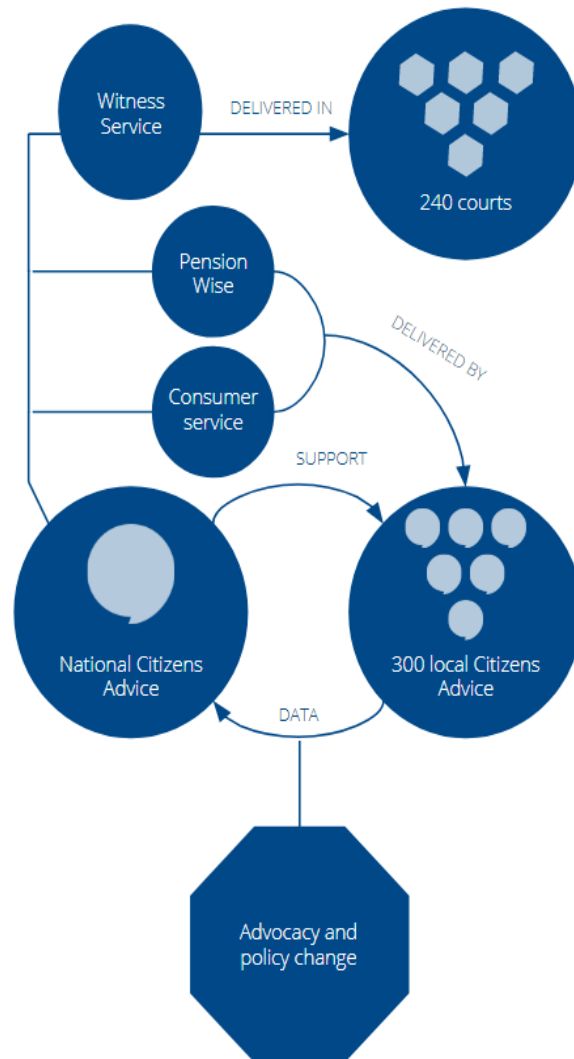 Witness
Service
DELIVERED IN
240 courts
Pension
Wise
DELIVERED BY
Consumer
service
SUPPORT
National Citizens
Advice
300 local Citizens
Advice
DATA
Advocacy and
policy change